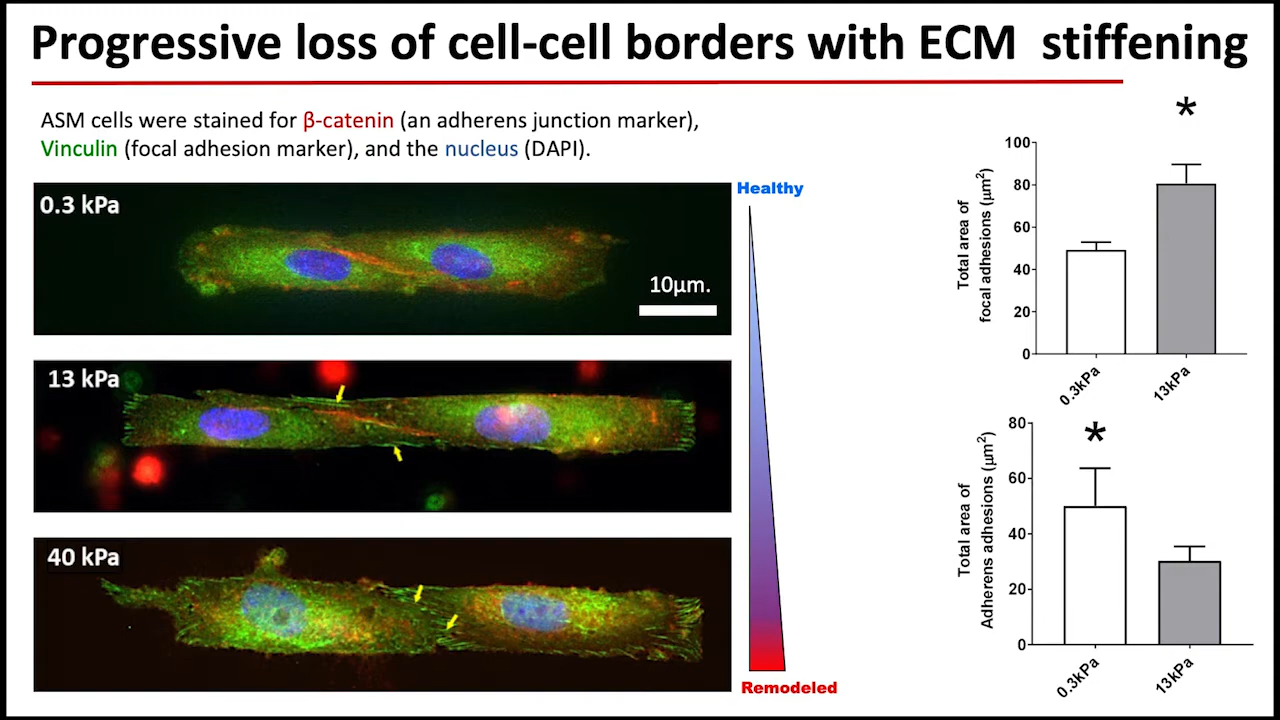 Progressive loss of cell-cell borders with ECM  stiffening
ASM cells were stained for β-catenin (an adherens junction marker),
Vinculin (focal adhesion marker), and the nucleus (DAPI).
0.3 kPa
10µm.
13 kPa
40 kPa
Healthy
Remodeled
*
Total area of
focal adhesions (µm²)
100
80
60
40
20
0
0.3kPa
13kPa
*
Total area of
Adherens adhesions (µm²)
80
60
40
20
0
0.3kPa
13kPa